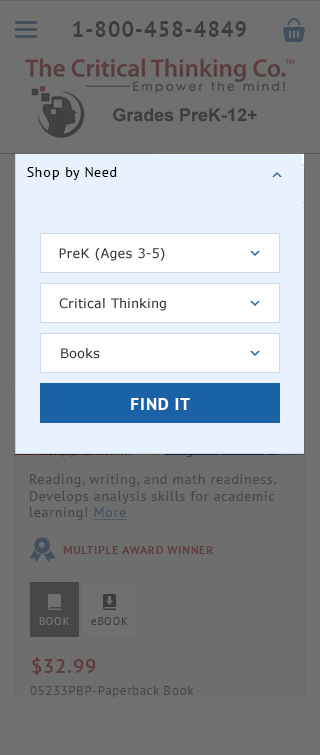 1-800-458-4849
The Critical Thinking Co.™
Empower the mind!
Grades PreK-12+
Shop by Need
PreK (Ages 3-5)
Critical Thinking
Books
FIND IT
Reading, writing, and math readiness.
Develops analysis skills for academic
learning! More
MULTIPLE AWARD WINNER
BOOK
eBOOK
$32.99
05233PBP-Paperback Book